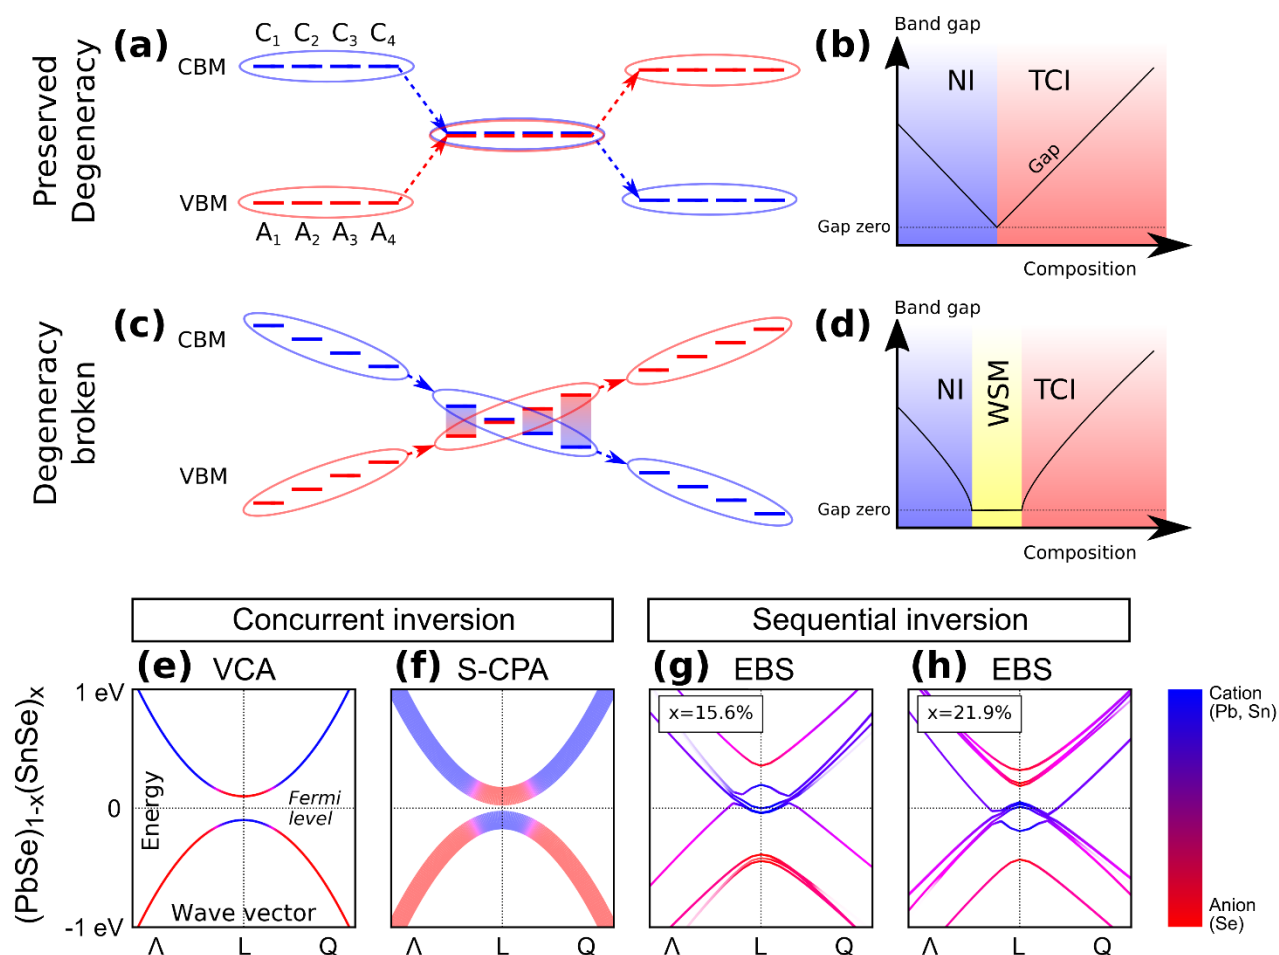 Preserved
Degeneracy
(a)
C1 C2 C3 C4
CBM
VBM
A1 A2 A3 A4
(b)
Band gap
NI
TCI
Gap
Gap zero
Composition
Degeneracy
broken
(c)
CBM
VBM
(d)
Band gap
NI
WSM
TCI
Gap zero
Composition
Concurrent inversion
Sequential inversion
(PbSe)1-x(SnSe)x
(e) VCA
1 eV
0
-1 eV
Energy
Fermi
level
Wave vector
Λ L Q
(f) S-CPA
Λ L Q
(g) EBS
x=15.6%
Λ L Q
(h) EBS
x=21.9%
Λ L Q
Cation
(Pb, Sn)
Anion
(Se)